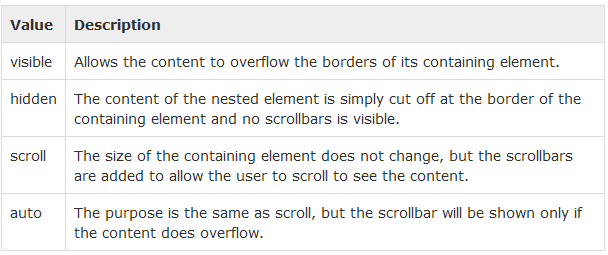 Value Description
visible Allows the content to overflow the borders of its containing element.
hidden The content of the nested element is simply cut off at the border of the
containing element and no scrollbars is visible.
scroll The size of the containing element does not change, but the scrollbars
are added to allow the user to scroll to see the content.
auto The purpose is the same as scroll, but the scrollbar will be shown only if
the content does overflow.